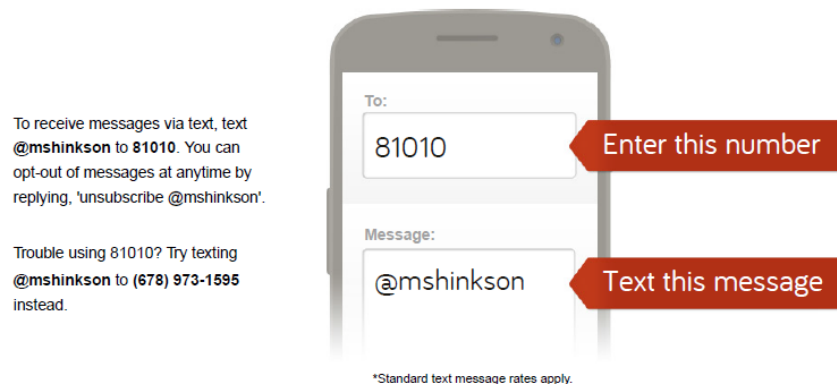 To receive messages via text, text
@mshinkson to 81010. You can
opt-out of messages at anytime by
replying, 'unsubscribe @mshinkson'.
Trouble using 81010? Try texting
@mshinkson to (678) 973-1595
instead.
To:
81010
Enter this number
Message:
@mshinkson
Text this message
*Standard text message rates apply.